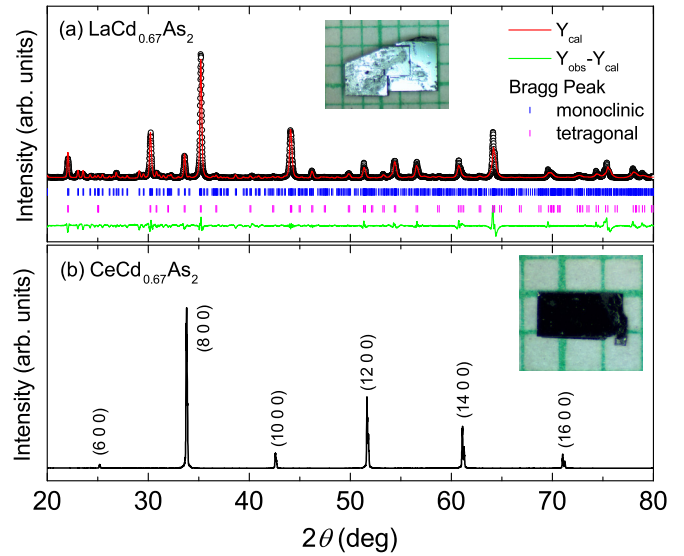 (a) LaCd0.67As2
Ycal
Yobs-Ycal
Bragg Peak
monoclinic
tetragonal
Intensity (arb. units)
(b) CeCd0.67As2
Intensity (arb. units)
(6 0 0)
(8 0 0)
(10 0 0)
(12 0 0)
(14 0 0)
(16 0 0)
20 30 40 50 60 70 80
2θ (deg)